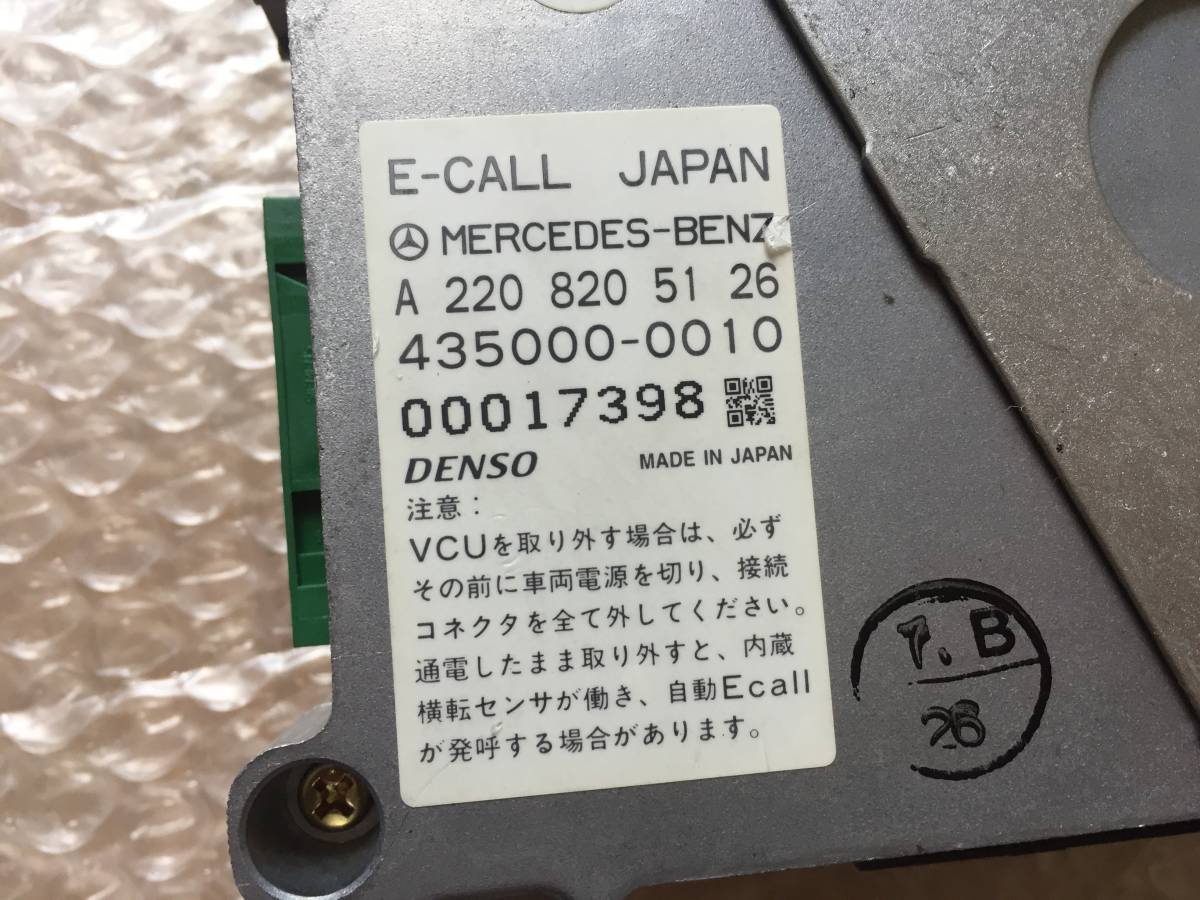 E-CALL JAPAN
MERCEDES-BENZ
A 220 820 51 26
435000-0010
00017398
DENSO MADE IN JAPAN
注意：
VCUを取り外す場合は、必ず
その前に車両電源を切り、接続
コネクタを全て外してください。
通電したまま取り外すと、内蔵
横転センサが働き、自動Ecall
が発呼する場合があります。
7. B
26